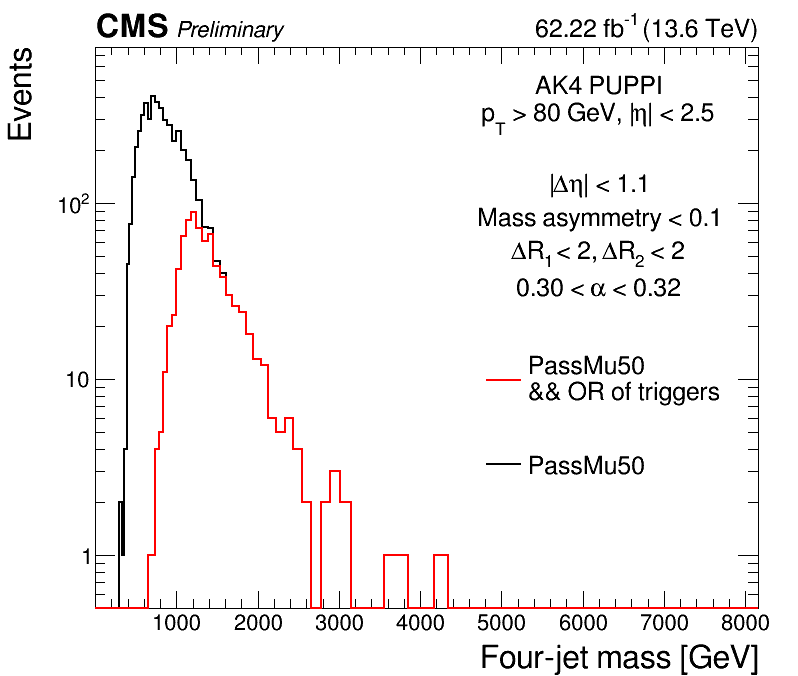 CMS Preliminary 62.22 fb⁻¹ (13.6 TeV)
Events
AK4 PUPPI
p_T > 80 GeV, |η| < 2.5
|Δη| < 1.1
Mass asymmetry < 0.1
ΔR₁ < 2, ΔR₂ < 2
0.30 < α < 0.32
PassMu50
&& OR of triggers
PassMu50
10²
10
1
1000 2000 3000 4000 5000 6000 7000 8000
Four-jet mass [GeV]